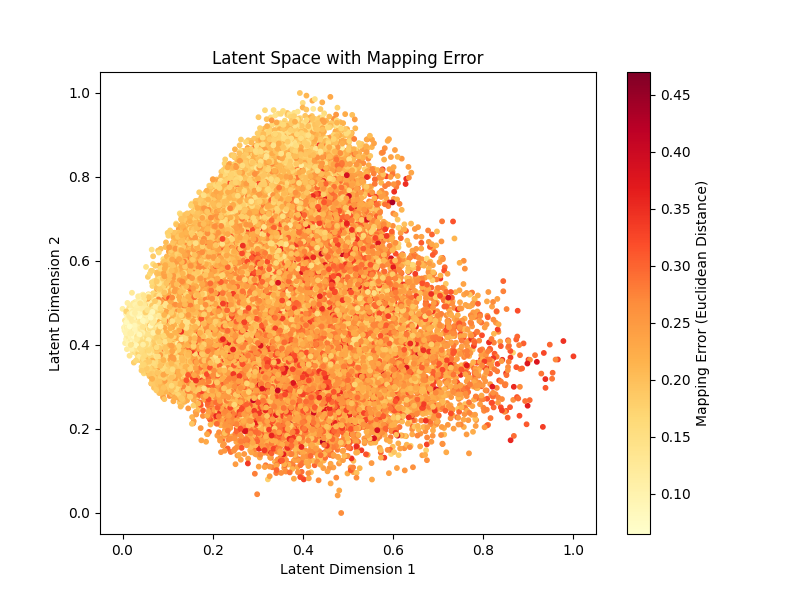 Latent Space with Mapping Error
1.0
0.8
0.6
0.4
0.2
0.0
Latent Dimension 2
0.0 0.2 0.4 0.6 0.8 1.0
Latent Dimension 1
0.45
0.40
0.35
0.30
0.25
0.20
0.15
0.10
Mapping Error (Euclidean Distance)